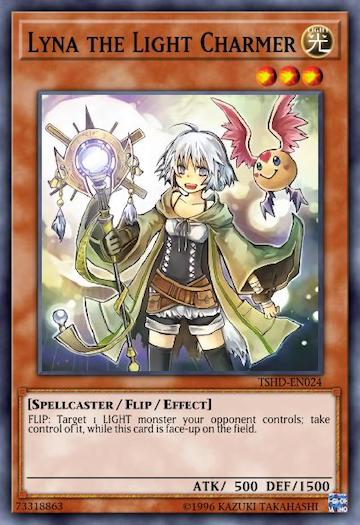 LYNA THE LIGHT CHARMER
LIGHT
光
TSHD-EN024
[SPELLCASTER / FLIP / EFFECT]
FLIP: Target 1 LIGHT monster your opponent controls; take
control of it, while this card is face-up on the field.
ATK/ 500 DEF/1500
73318863
©1996 KAZUKI TAKAHASHI